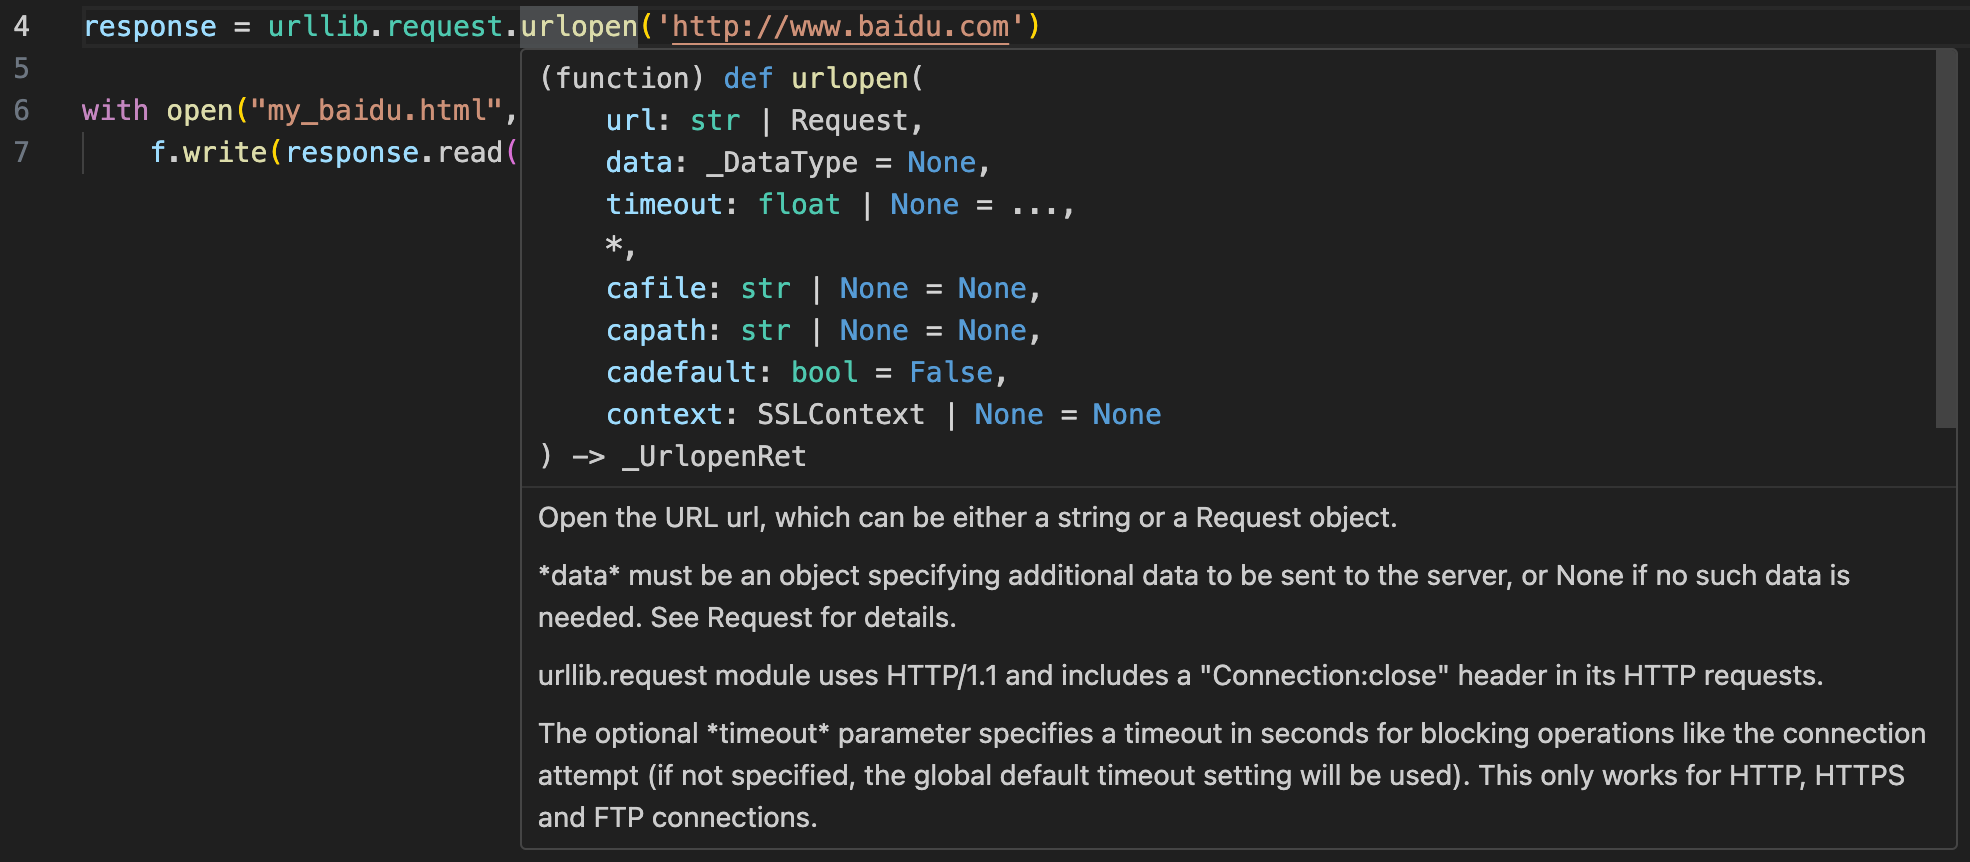 4 response = urllib.request.urlopen('http://www.baidu.com')
5
6 with open("my_baidu.html",
7 f.write(response.read(
(function) def urlopen(
url: str | Request,
data: _DataType = None,
timeout: float | None = ...,
*,
cafile: str | None = None,
capath: str | None = None,
cadefault: bool = False,
context: SSLContext | None = None
) -> _UrlopenRet
Open the URL url, which can be either a string or a Request object.
*data* must be an object specifying additional data to be sent to the server, or None if no such data is
needed. See Request for details.
urllib.request module uses HTTP/1.1 and includes a "Connection:close" header in its HTTP requests.
The optional *timeout* parameter specifies a timeout in seconds for blocking operations like the connection
attempt (if not specified, the global default timeout setting will be used). This only works for HTTP, HTTPS
and FTP connections.